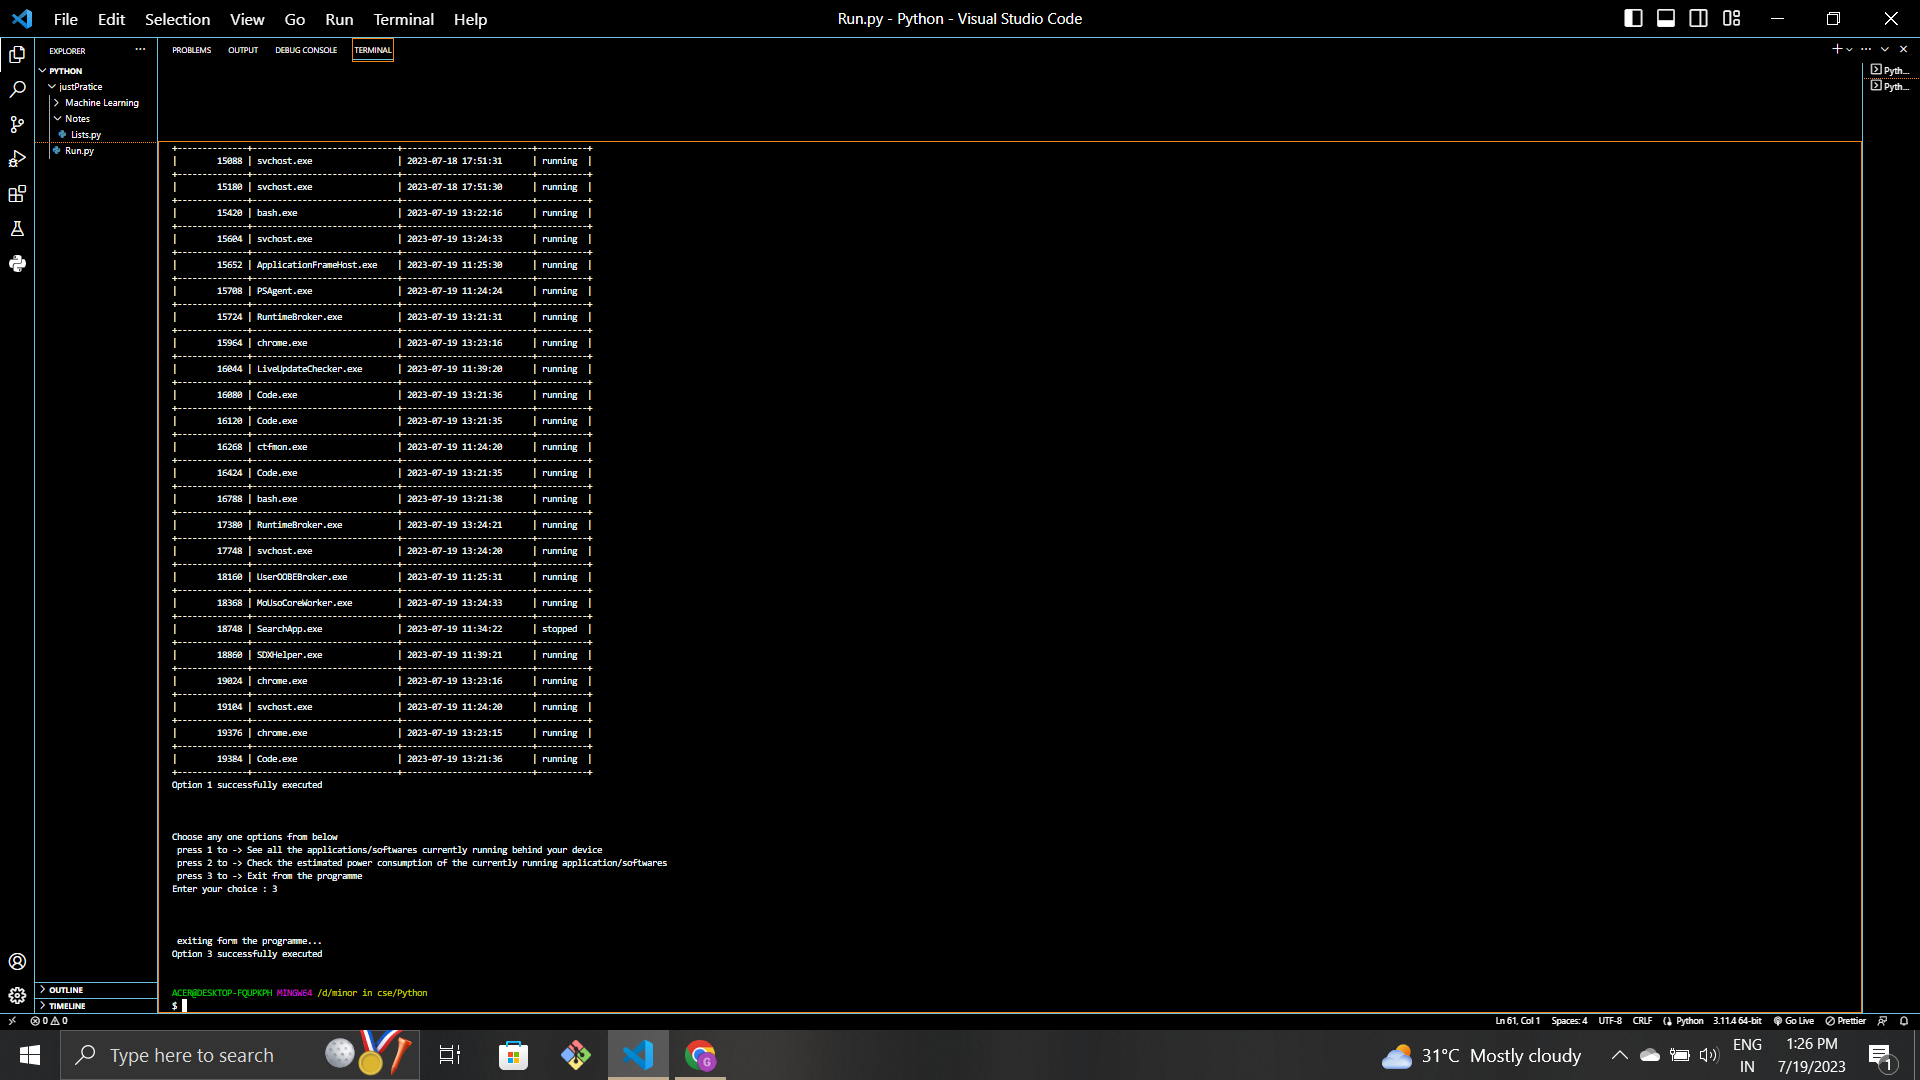 File Edit Selection View Go Run Terminal Help
Run.py - Python - Visual Studio Code
EXPLORER ...
PYTHON
justPratice
Machine Learning
Notes
Lists.py
Run.py
OUTLINE
TIMELINE
PROBLEMS OUTPUT DEBUG CONSOLE TERMINAL
Pyth...
Pyth...
+--------------+-----------------------------+--------------------------+----------+
| 15088 | svchost.exe | 2023-07-18 17:51:31 | running |
| 15180 | svchost.exe | 2023-07-18 17:51:30 | running |
| 15420 | bash.exe | 2023-07-19 13:22:16 | running |
| 15604 | svchost.exe | 2023-07-19 13:24:33 | running |
| 15652 | ApplicationFrameHost.exe | 2023-07-19 11:25:30 | running |
| 15708 | PSAgent.exe | 2023-07-19 11:24:24 | running |
| 15724 | RuntimeBroker.exe | 2023-07-19 13:21:31 | running |
| 15964 | chrome.exe | 2023-07-19 13:23:16 | running |
| 16044 | LiveUpdateChecker.exe | 2023-07-19 11:39:20 | running |
| 16080 | Code.exe | 2023-07-19 13:21:36 | running |
| 16120 | Code.exe | 2023-07-19 13:21:35 | running |
| 16268 | ctfmon.exe | 2023-07-19 11:24:20 | running |
| 16424 | Code.exe | 2023-07-19 13:21:35 | running |
| 16788 | bash.exe | 2023-07-19 13:21:38 | running |
| 17380 | RuntimeBroker.exe | 2023-07-19 13:24:21 | running |
| 17748 | svchost.exe | 2023-07-19 13:24:20 | running |
| 18160 | UserOOBEBroker.exe | 2023-07-19 11:25:31 | running |
| 18368 | MoUsoCoreWorker.exe | 2023-07-19 13:24:33 | running |
| 18748 | SearchApp.exe | 2023-07-19 11:34:22 | stopped |
| 18860 | SDXHelper.exe | 2023-07-19 11:39:21 | running |
| 19024 | chrome.exe | 2023-07-19 13:23:16 | running |
| 19104 | svchost.exe | 2023-07-19 11:24:20 | running |
| 19376 | chrome.exe | 2023-07-19 13:23:15 | running |
| 19384 | Code.exe | 2023-07-19 13:21:36 | running |
Option 1 successfully executed
Choose any one options from below
press 1 to -> See all the applications/softwares currently running behind your device
press 2 to -> Check the estimated power consumption of the currently running application/softwares
press 3 to -> Exit from the programme
Enter your choice : 3
exiting form the programme...
Option 3 successfully executed
ACER@DESKTOP-FQUPKPH MINGW64 /d/minor in cse/Python
$
0 0 Ln 61, Col 1 Spaces: 4 UTF-8 CRLF Python 3.11.4 64-bit Go Live Prettier
Type here to search
31°C Mostly cloudy
ENG
IN
1:26 PM
7/19/2023
1